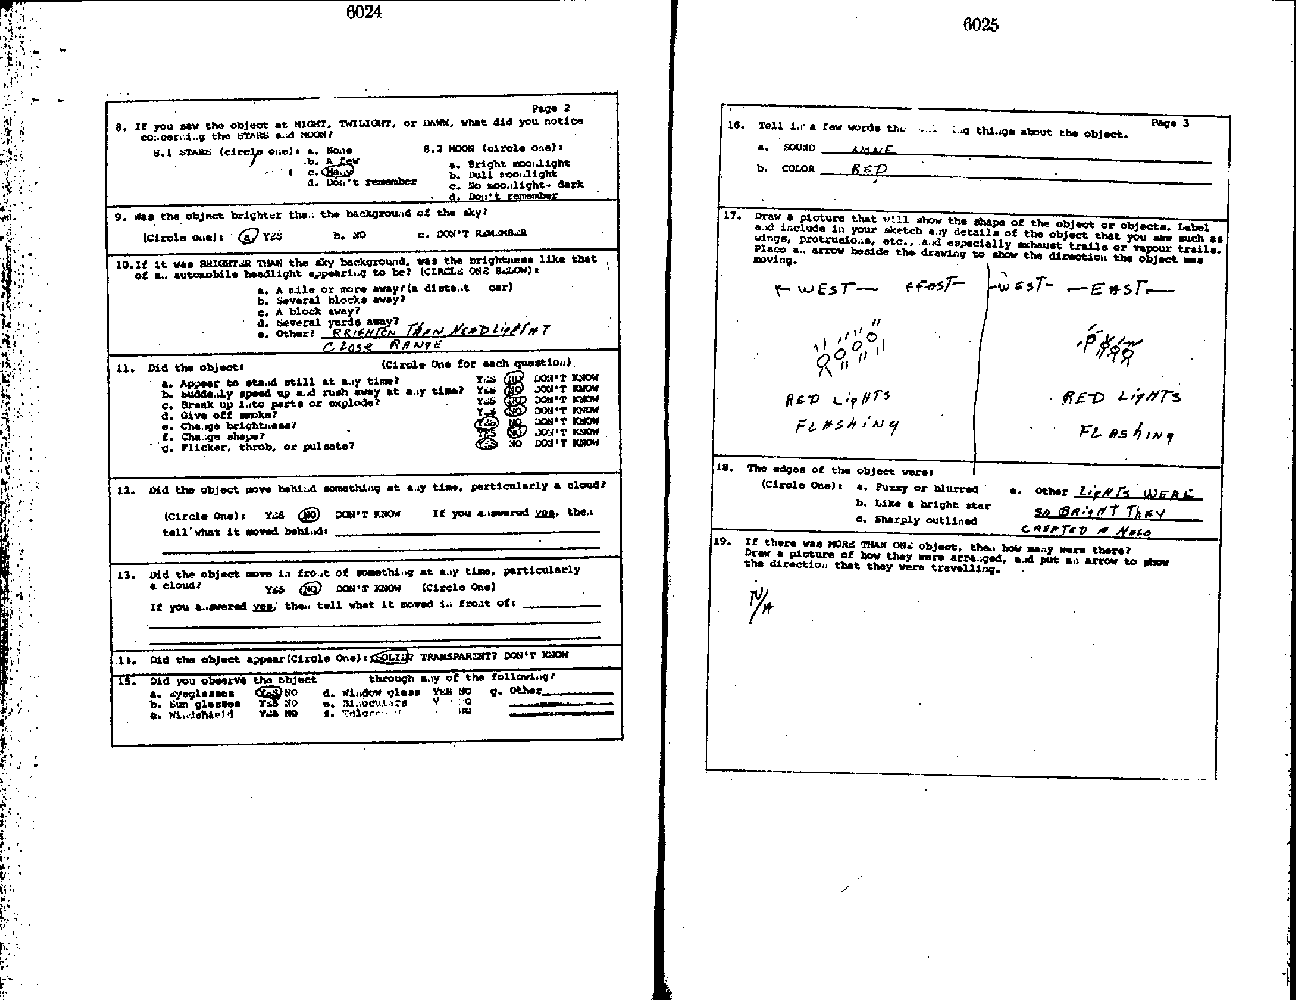 6024
Page 2
8. If you saw the object at NIGHT, TWILIGHT, or DAWN, what did you notice
concerning the STARS and MOON?
8.1 STARS (circle one): a. None
b. A few
c. Many
d. Don't remember
8.2 MOON (circle one):
a. Bright moonlight
b. Dull moonlight
c. No moonlight- dark
d. Don't remember
9. Was the object brighter than the background of the sky?
(Circle One): a. YES b. NO c. DON'T REMEMBER
10. If it was BRIGHTER THAN the sky background, was the brightness like that
of an automobile headlight appearing to be? (CIRCLE ONE BELOW):
a. A mile or more away?(a distant car)
b. Several blocks away?
c. A block away?
d. Several yards away?
e. Other? BRIGHTER THAN HEADLIGHT AT
CLOSE RANGE
11. Did the object: (Circle One for each question)
a. Appear to stand still at any time? YES NO DON'T KNOW
b. Suddenly speed up and rush away at any time? YES NO DON'T KNOW
c. Break up into parts or explode? YES NO DON'T KNOW
d. Give off smoke? YES NO DON'T KNOW
e. Change brightness? YES NO DON'T KNOW
f. Change shape? YES NO DON'T KNOW
g. Flicker, throb, or pulsate? YES NO DON'T KNOW
12. Did the object move behind something at any time, particularly a cloud?
(Circle One): YES NO DON'T KNOW If you answered yes, then
tell what it moved behind:
13. Did the object move in front of something at any time, particularly
a cloud? YES NO DON'T KNOW (Circle One)
If you answered yes, then tell what it moved in front of:
14. Did the object appear(Circle One): SOLID? TRANSPARENT? DON'T KNOW
15. Did you observe the object through any of the following?
a. Eyeglasses YES NO d. Window glass YES NO g. Other
b. Sun glasses YES NO e. Binoculars
c. Windshield YES NO f. NO
6025
Page 3
16. Tell in a few words the things about the object.
a. SOUND
b. COLOR RED
17. Draw a picture that will show the shape of the object or objects. Label
and include in your sketch any details of the object that you saw such as
wings, protrusions, etc., and especially exhaust trails or vapour trails.
Place an arrow beside the drawing to show the direction the object was
moving.
WEST EAST WEST EAST
RED LIGHTS
FLASHING
RED LIGHTS
FLASHING
18. The edges of the object were:
(Circle One): a. Fuzzy or blurred
b. Like a bright star
c. Sharply outlined
e. Other LIGHTS WERE
SO BRIGHT THEY
CREATED A HALO
19. If there was MORE THAN ONE object, then how many were there?
Draw a picture of how they were arranged, and put an arrow to show
the direction that they were travelling.
N/A